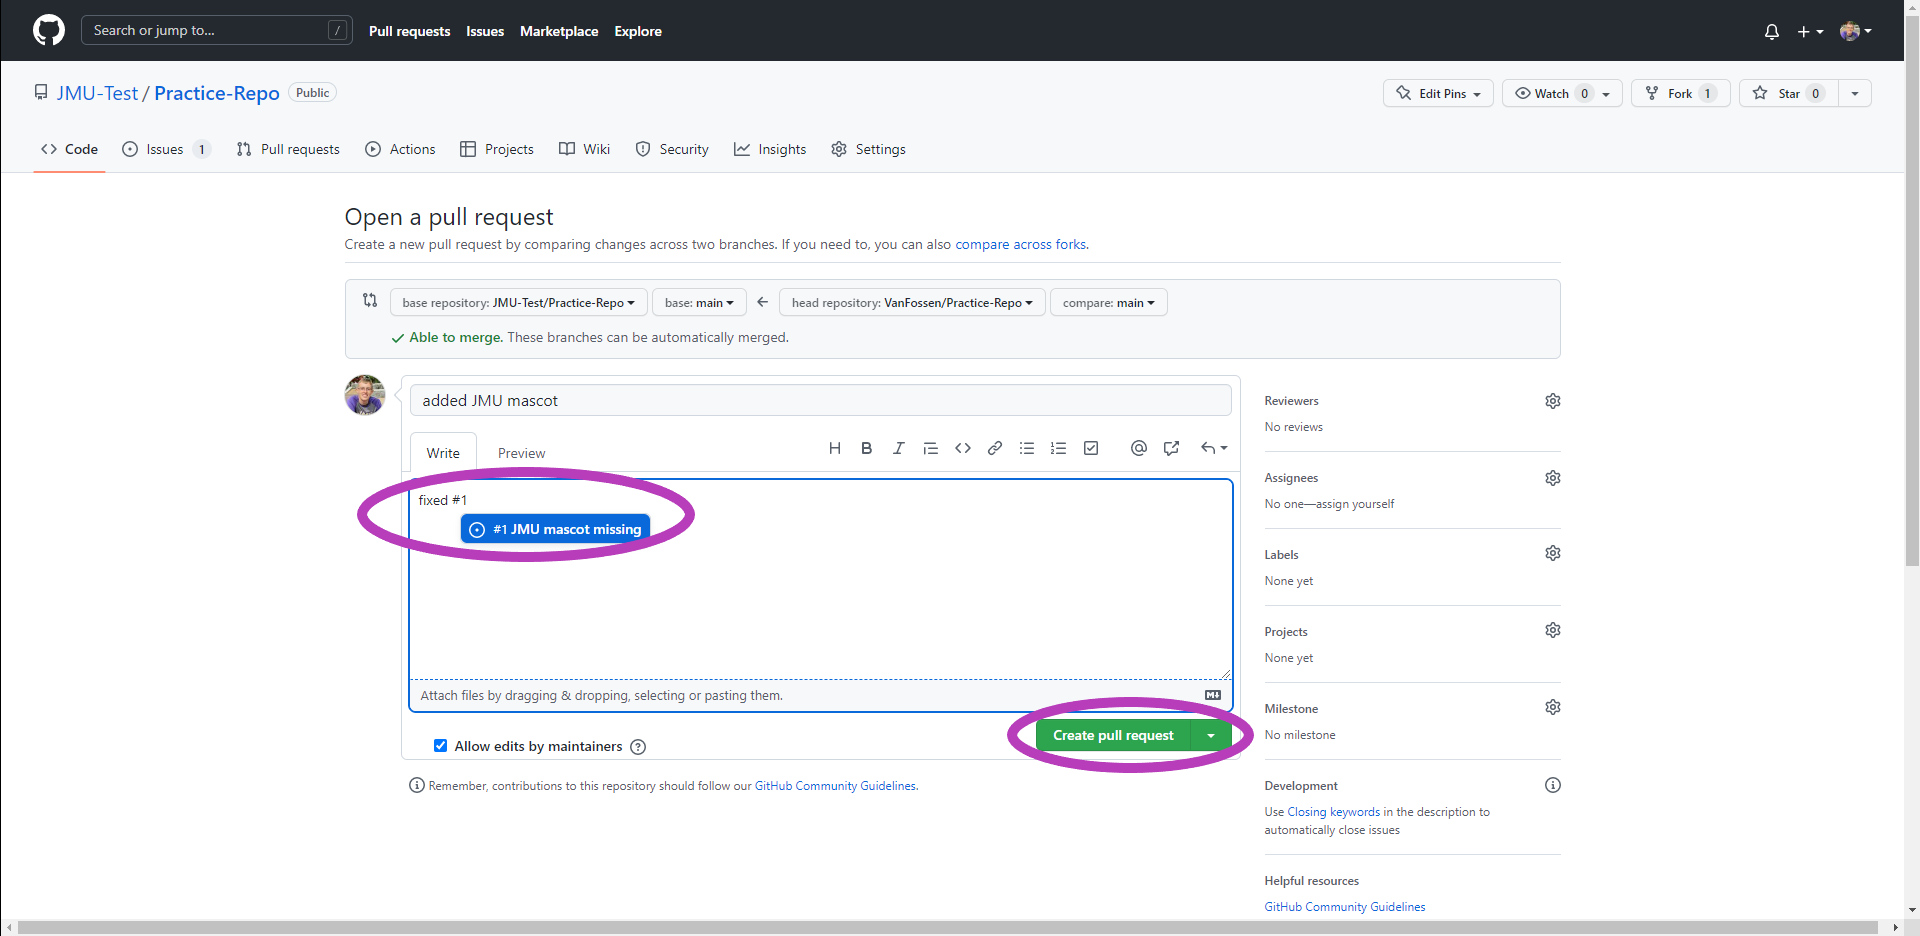 Search or jump to... /
Pull requests Issues Marketplace Explore
JMU-Test / Practice-Repo Public
Edit Pins Watch 0 Fork 1 Star 0
Code Issues 1 Pull requests Actions Projects Wiki Security Insights Settings
Open a pull request
Create a new pull request by comparing changes across two branches. If you need to, you can also compare across forks.
base repository: JMU-Test/Practice-Repo base: main head repository: VanFossen/Practice-Repo compare: main
Able to merge. These branches can be automatically merged.
added JMU mascot
Write Preview
H B I
fixed #1
#1 JMU mascot missing
Attach files by dragging & dropping, selecting or pasting them.
Allow edits by maintainers
Create pull request
Remember, contributions to this repository should follow our GitHub Community Guidelines.
Reviewers
No reviews
Assignees
No one—assign yourself
Labels
None yet
Projects
None yet
Milestone
No milestone
Development
Use Closing keywords in the description to
automatically close issues
Helpful resources
GitHub Community Guidelines